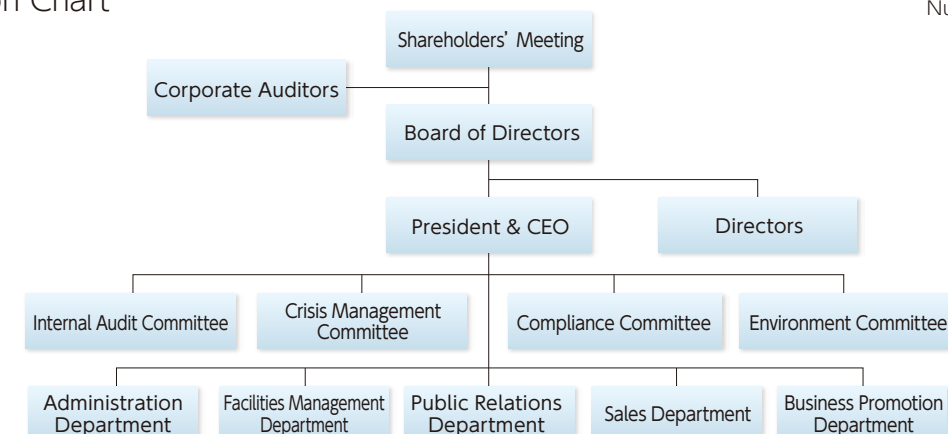 Chart
Shareholders' Meeting
Corporate Auditors
Board of Directors
President & CEO
Directors
Internal Audit Committee
Crisis Management
Committee
Compliance Committee
Environment Committee
Administration
Department
Facilities Management
Department
Public Relations
Department
Sales Department
Business Promotion
Department